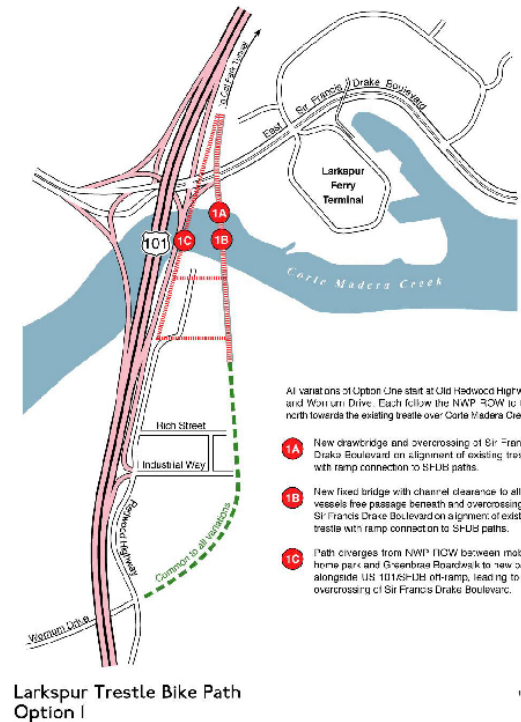 To Cal Park Tunnel
East Sir Francis Drake Boulevard
Larkspur
Ferry
Terminal
1A
101
1C
1B
Corte Madera Creek
All variations of Option One start at Old Redwood Highw
and Wornum Drive. Each follow the NWP ROW to t
north towards the existing trestle over Corte Madera Cre
Rich Street
1A
New drawbridge and overcrossing of Sir Fran
Drake Boulevard on alignment of existing tres
with ramp connection to SFDB paths.
Industrial Way
1B
New fixed bridge with channel clearance to all
vessels free passage beneath and overcrossing
Sir Francis Drake Boulevard on alignment of exist
trestle with ramp connection to SFDB paths.
Redwood Highway
Common to all variations
1C
Path diverges from NWP ROW between mob
home park and Greenbrae Boardwalk to new pa
alongside US 101/SFDB off-ramp, leading to
overcrossing of Sir Francis Drake Boulevard.
Wornum Drive
Larkspur Trestle Bike Path
Option I